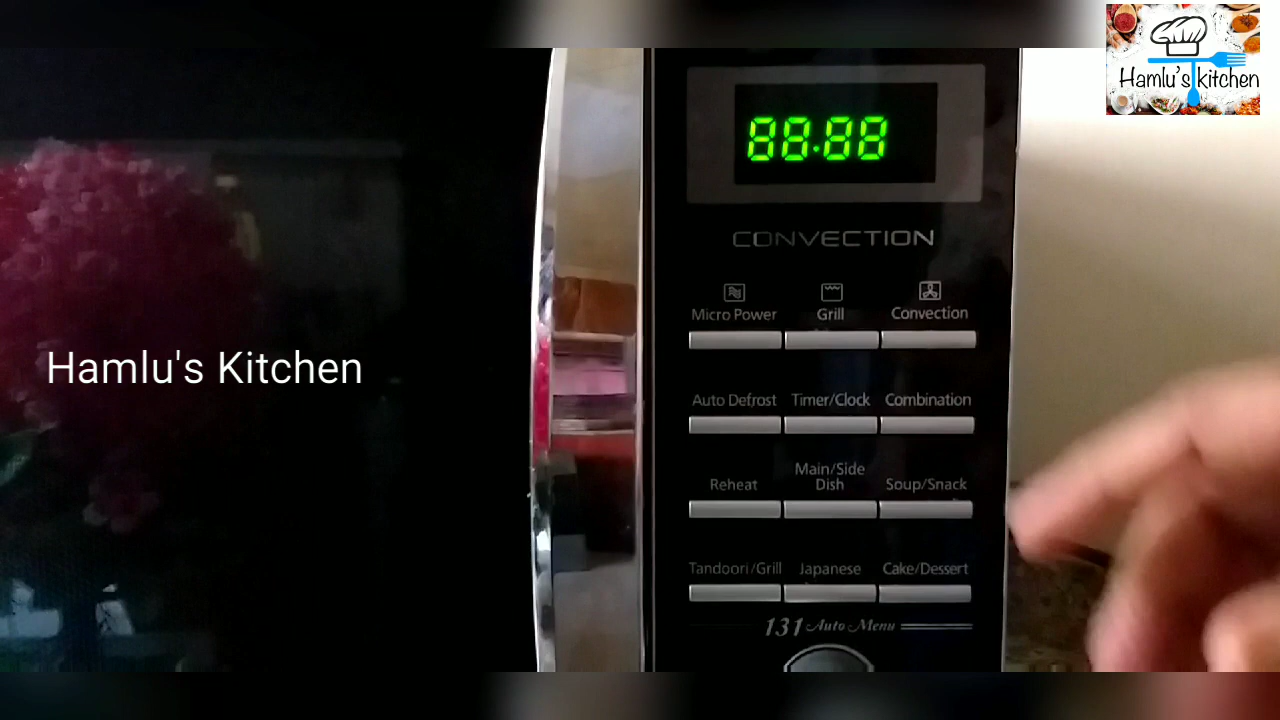 Hamlu's kitchen
88:88
CONVECTION
Micro Power Grill Convection
Hamlu's Kitchen
Auto Defrost Timer/Clock Combination
Reheat Main/Side Dish Soup/Snack
Tandoori/Grill Japanese Cake/Dessert
131 Auto Menu